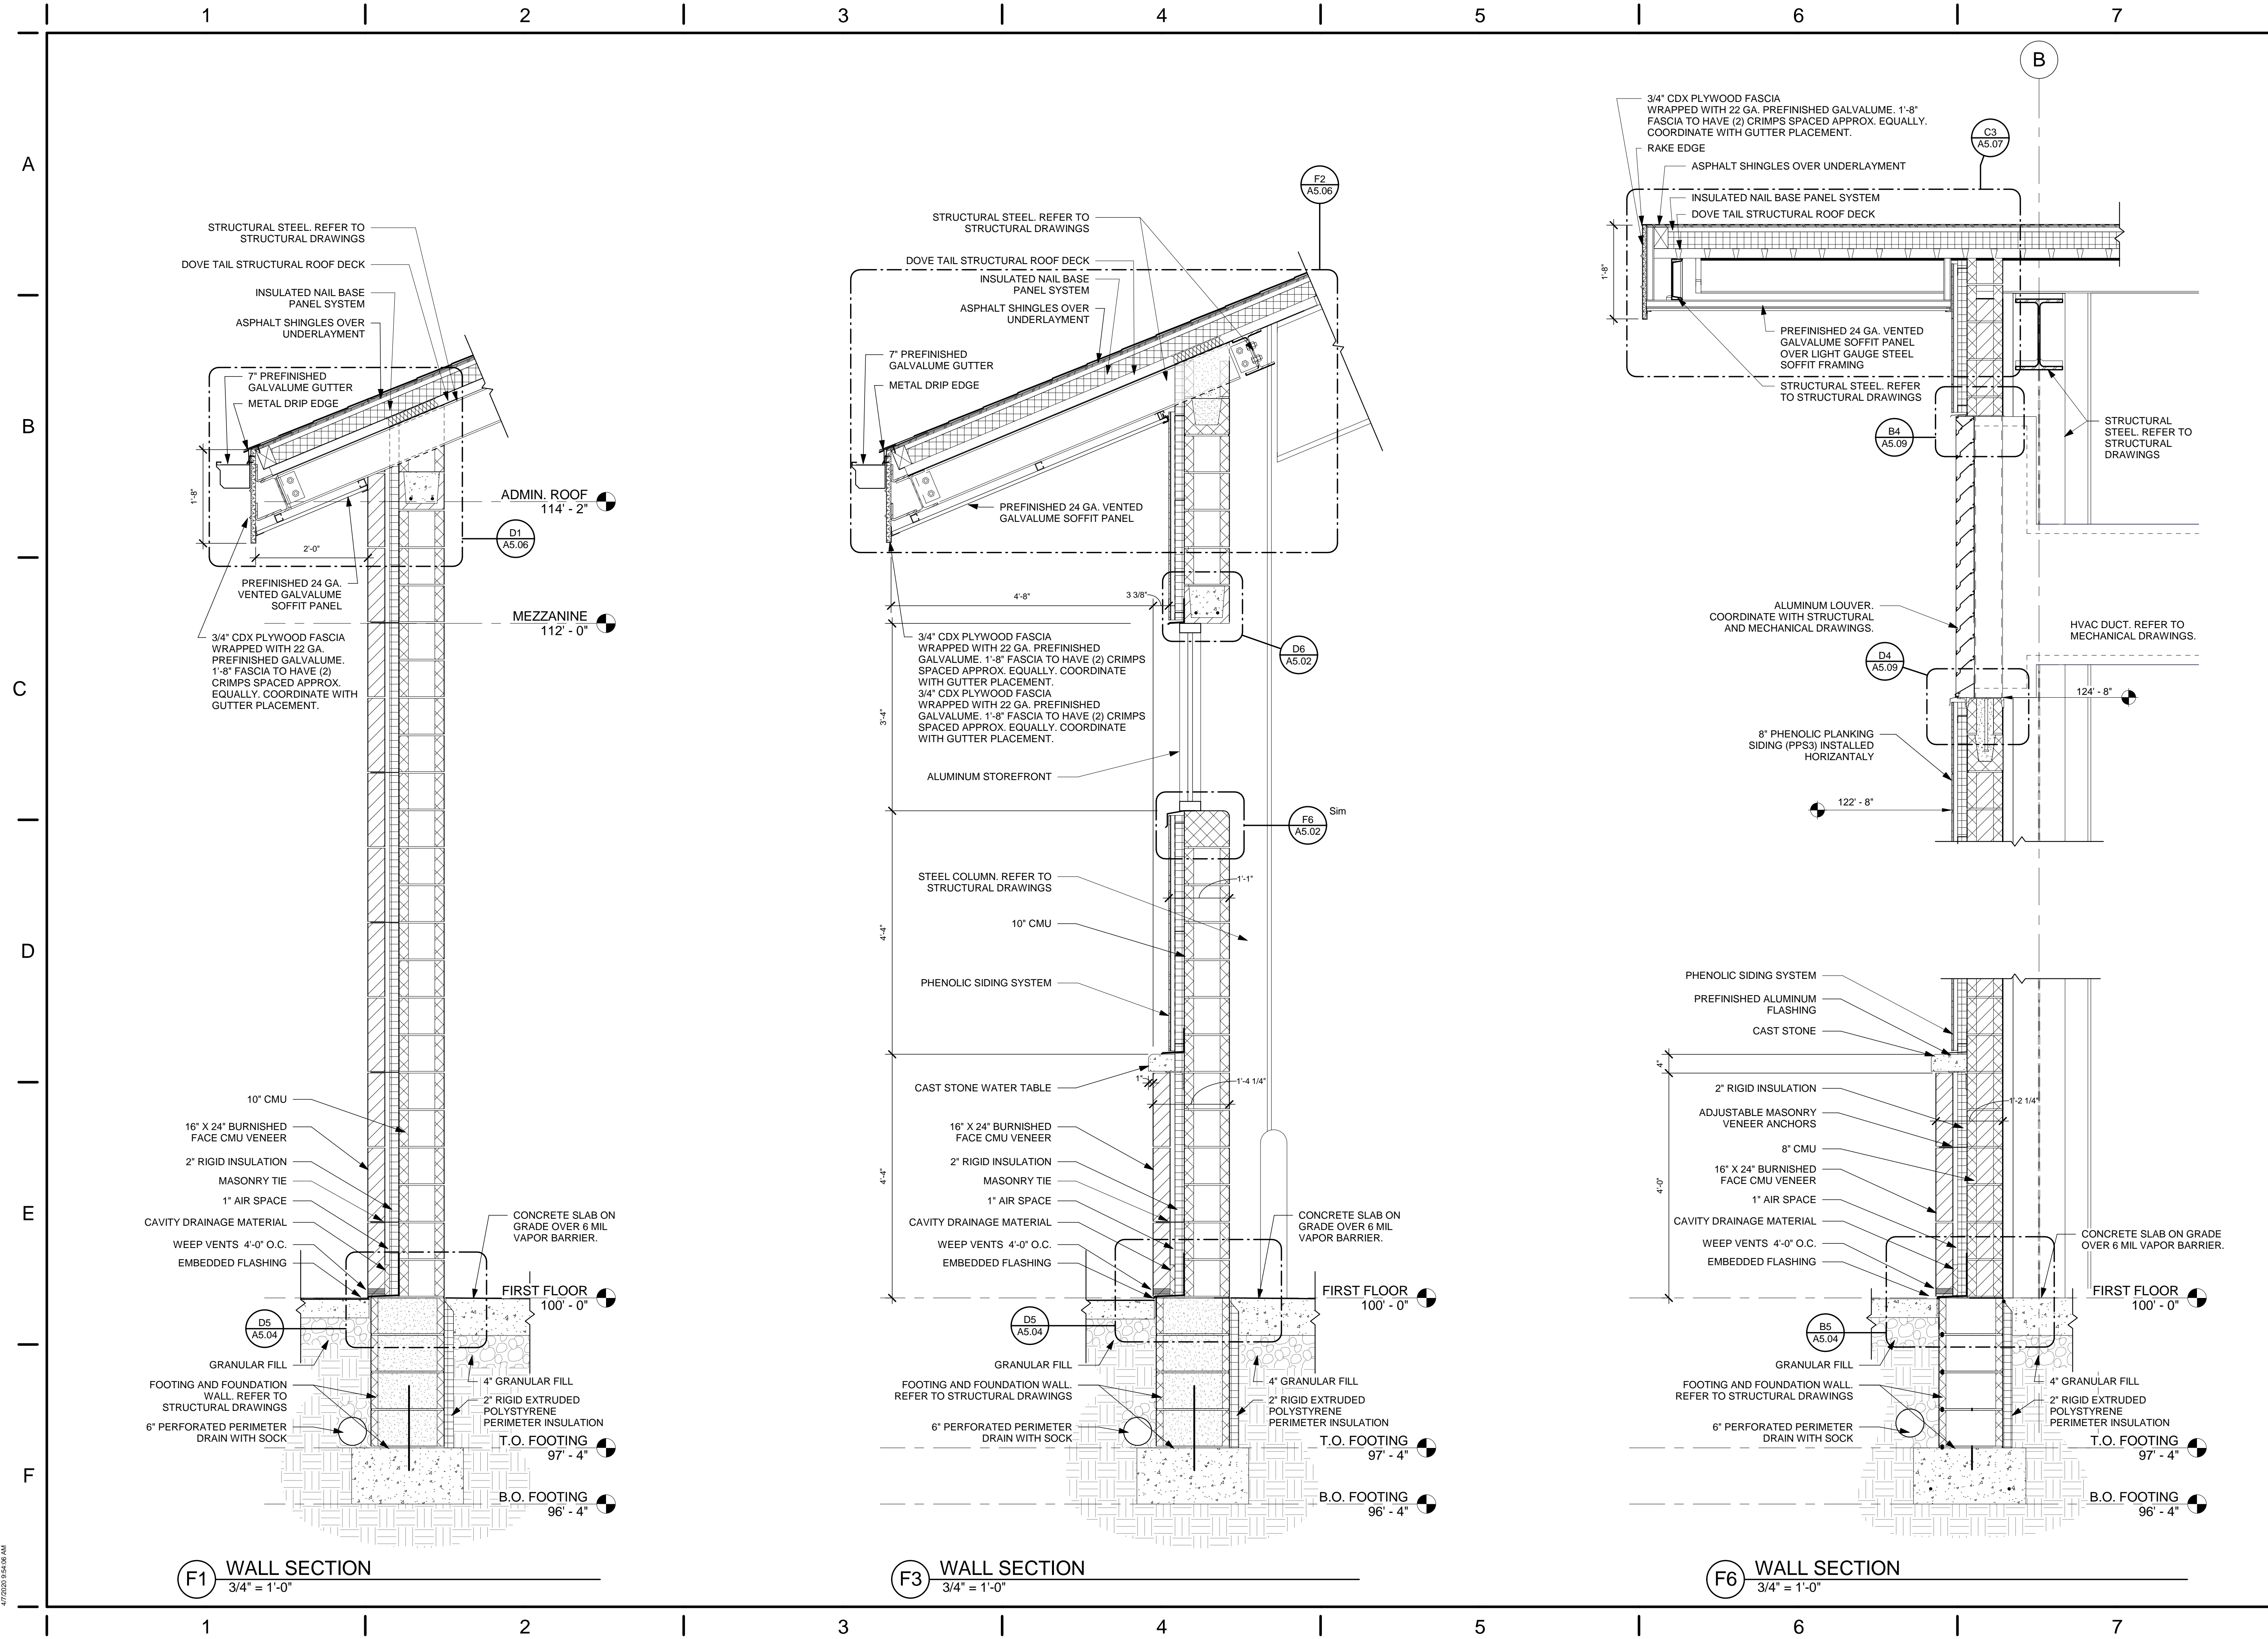 1
2
3
4
5
6
7
A
B
C
D
E
F
STRUCTURAL STEEL. REFER TO
STRUCTURAL DRAWINGS
DOVE TAIL STRUCTURAL ROOF DECK
INSULATED NAIL BASE
PANEL SYSTEM
ASPHALT SHINGLES OVER
UNDERLAYMENT
7" PREFINISHED
GALVALUME GUTTER
METAL DRIP EDGE
1'-8"
2'-0"
ADMIN. ROOF
114' - 2"
D1
A5.06
PREFINISHED 24 GA.
VENTED GALVALUME
SOFFIT PANEL
MEZZANINE
112' - 0"
3/4" CDX PLYWOOD FASCIA
WRAPPED WITH 22 GA.
PREFINISHED GALVALUME.
1'-8" FASCIA TO HAVE (2)
CRIMPS SPACED APPROX.
EQUALLY. COORDINATE WITH
GUTTER PLACEMENT.
10" CMU
16" X 24" BURNISHED
FACE CMU VENEER
2" RIGID INSULATION
MASONRY TIE
1" AIR SPACE
CAVITY DRAINAGE MATERIAL
WEEP VENTS 4'-0" O.C.
EMBEDDED FLASHING
CONCRETE SLAB ON
GRADE OVER 6 MIL
VAPOR BARRIER.
FIRST FLOOR
100' - 0"
D5
A5.04
GRANULAR FILL
FOOTING AND FOUNDATION
WALL. REFER TO
STRUCTURAL DRAWINGS
6" PERFORATED PERIMETER
DRAIN WITH SOCK
4" GRANULAR FILL
2" RIGID EXTRUDED
POLYSTYRENE
PERIMETER INSULATION
T.O. FOOTING
97' - 4"
B.O. FOOTING
96' - 4"
F1
WALL SECTION
3/4" = 1'-0"
F2
A5.06
STRUCTURAL STEEL. REFER TO
STRUCTURAL DRAWINGS
DOVE TAIL STRUCTURAL ROOF DECK
INSULATED NAIL BASE
PANEL SYSTEM
ASPHALT SHINGLES OVER
UNDERLAYMENT
7" PREFINISHED
GALVALUME GUTTER
METAL DRIP EDGE
PREFINISHED 24 GA. VENTED
GALVALUME SOFFIT PANEL
4'-8"
3 3/8"
D6
A5.02
3/4" CDX PLYWOOD FASCIA
WRAPPED WITH 22 GA. PREFINISHED
GALVALUME. 1'-8" FASCIA TO HAVE (2) CRIMPS
SPACED APPROX. EQUALLY. COORDINATE
WITH GUTTER PLACEMENT.
3/4" CDX PLYWOOD FASCIA
WRAPPED WITH 22 GA. PREFINISHED
GALVALUME. 1'-8" FASCIA TO HAVE (2) CRIMPS
SPACED APPROX. EQUALLY. COORDINATE
WITH GUTTER PLACEMENT.
3'-4"
ALUMINUM STOREFRONT
F6
A5.02
Sim
STEEL COLUMN. REFER TO
STRUCTURAL DRAWINGS
1'-1"
10" CMU
4'-4"
PHENOLIC SIDING SYSTEM
CAST STONE WATER TABLE
1"
1'-4 1/4"
16" X 24" BURNISHED
FACE CMU VENEER
2" RIGID INSULATION
MASONRY TIE
4'-4"
1" AIR SPACE
CAVITY DRAINAGE MATERIAL
WEEP VENTS 4'-0" O.C.
EMBEDDED FLASHING
CONCRETE SLAB ON
GRADE OVER 6 MIL
VAPOR BARRIER.
FIRST FLOOR
100' - 0"
D5
A5.04
GRANULAR FILL
FOOTING AND FOUNDATION WALL.
REFER TO STRUCTURAL DRAWINGS
6" PERFORATED PERIMETER
DRAIN WITH SOCK
4" GRANULAR FILL
2" RIGID EXTRUDED
POLYSTYRENE
PERIMETER INSULATION
T.O. FOOTING
97' - 4"
B.O. FOOTING
96' - 4"
F3
WALL SECTION
3/4" = 1'-0"
B
3/4" CDX PLYWOOD FASCIA
WRAPPED WITH 22 GA. PREFINISHED GALVALUME. 1'-8"
FASCIA TO HAVE (2) CRIMPS SPACED APPROX. EQUALLY.
COORDINATE WITH GUTTER PLACEMENT.
RAKE EDGE
C3
A5.07
ASPHALT SHINGLES OVER UNDERLAYMENT
INSULATED NAIL BASE PANEL SYSTEM
DOVE TAIL STRUCTURAL ROOF DECK
1'-8"
PREFINISHED 24 GA. VENTED
GALVALUME SOFFIT PANEL
OVER LIGHT GAUGE STEEL
SOFFIT FRAMING
STRUCTURAL STEEL. REFER
TO STRUCTURAL DRAWINGS
B4
A5.09
STRUCTURAL
STEEL. REFER TO
STRUCTURAL
DRAWINGS
ALUMINUM LOUVER.
COORDINATE WITH STRUCTURAL
AND MECHANICAL DRAWINGS.
HVAC DUCT. REFER TO
MECHANICAL DRAWINGS.
D4
A5.09
124' - 8"
8" PHENOLIC PLANKING
SIDING (PPS3) INSTALLED
HORIZANTALY
122' - 8"
PHENOLIC SIDING SYSTEM
PREFINISHED ALUMINUM
FLASHING
CAST STONE
4"
2" RIGID INSULATION
1'-2 1/4"
ADJUSTABLE MASONRY
VENEER ANCHORS
8" CMU
16" X 24" BURNISHED
FACE CMU VENEER
4'-0"
1" AIR SPACE
CAVITY DRAINAGE MATERIAL
WEEP VENTS 4'-0" O.C.
EMBEDDED FLASHING
CONCRETE SLAB ON GRADE
OVER 6 MIL VAPOR BARRIER.
FIRST FLOOR
100' - 0"
B5
A5.04
GRANULAR FILL
FOOTING AND FOUNDATION WALL.
REFER TO STRUCTURAL DRAWINGS
6" PERFORATED PERIMETER
DRAIN WITH SOCK
4" GRANULAR FILL
2" RIGID EXTRUDED
POLYSTYRENE
PERIMETER INSULATION
T.O. FOOTING
97' - 4"
B.O. FOOTING
96' - 4"
F6
WALL SECTION
3/4" = 1'-0"
4/7/2020 9:54:06 AM
1
2
3
4
5
6
7